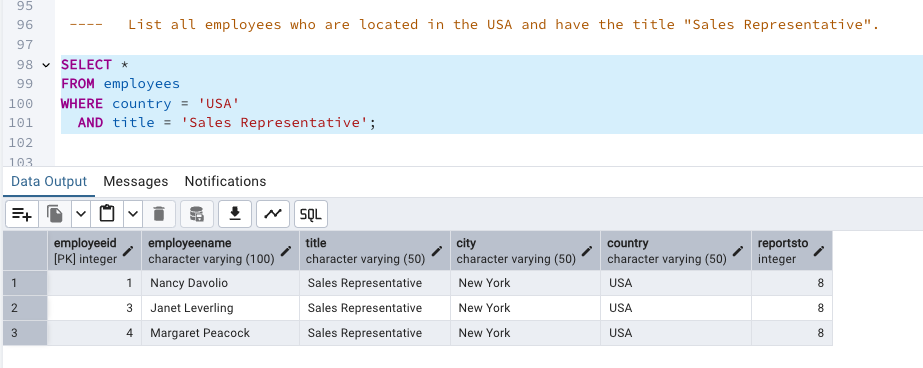 95
96 ---- List all employees who are located in the USA and have the title "Sales Representative".
97
98 SELECT *
99 FROM employees
100 WHERE country = 'USA'
101 AND title = 'Sales Representative';
102
103
Data Output Messages Notifications
SQL
employeeid employeename title city country reportsto
[PK] integer character varying (100) character varying (50) character varying (50) character varying (50) integer
1 1 Nancy Davolio Sales Representative New York USA 8
2 3 Janet Leverling Sales Representative New York USA 8
3 4 Margaret Peacock Sales Representative New York USA 8